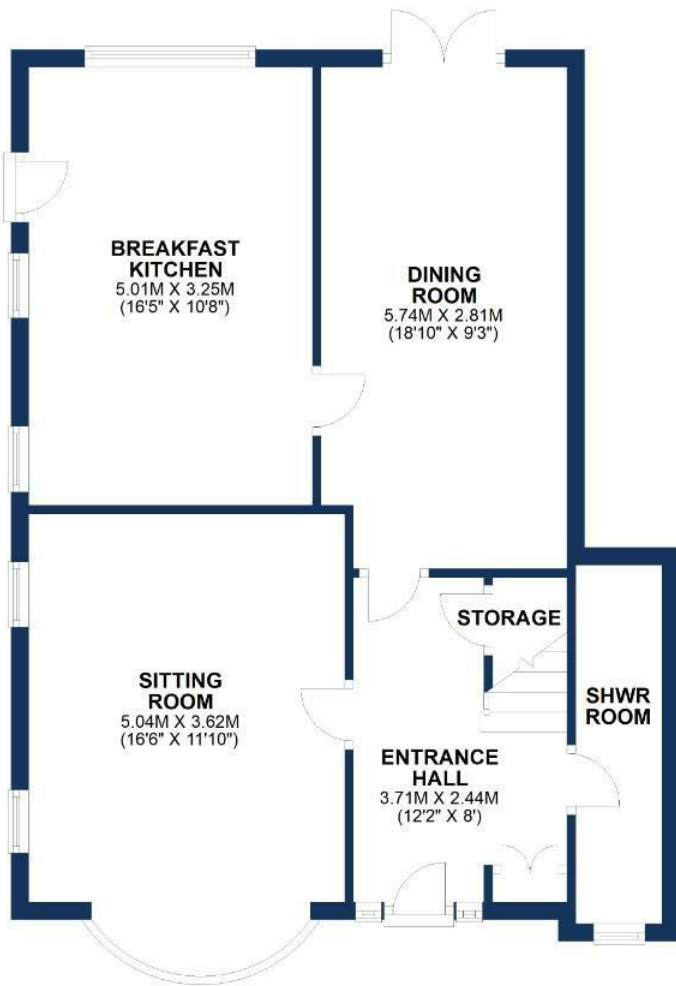 BREAKFAST
KITCHEN
5.01M X 3.25M
(16'5" X 10'8")
DINING
ROOM
5.74M X 2.81M
(18'10" X 9'3")
STORAGE
SITTING
ROOM
5.04M X 3.62M
(16'6" X 11'10")
SHWR
ROOM
ENTRANCE
HALL
3.71M X 2.44M
(12'2" X 8')